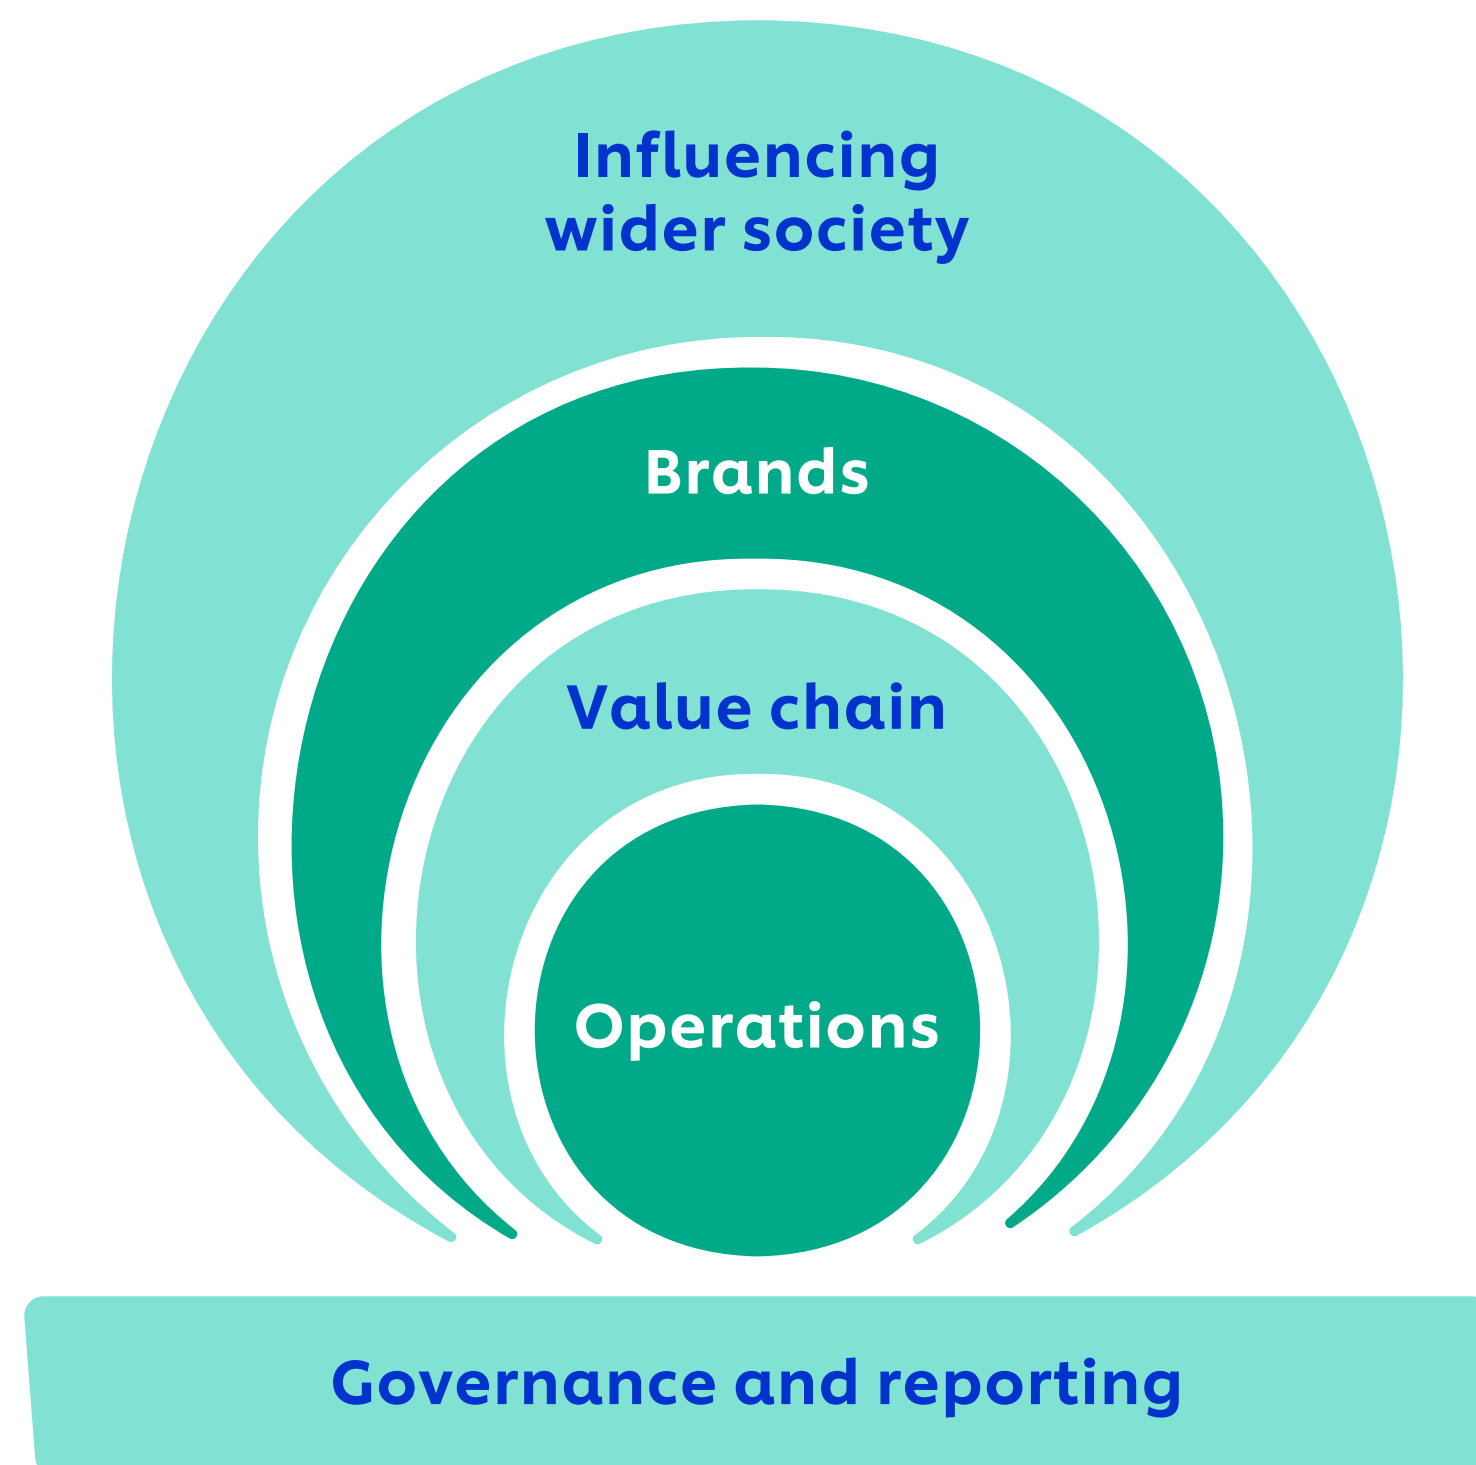 Influencing
wider society
Brands
Value chain
Operations
Governance and reporting